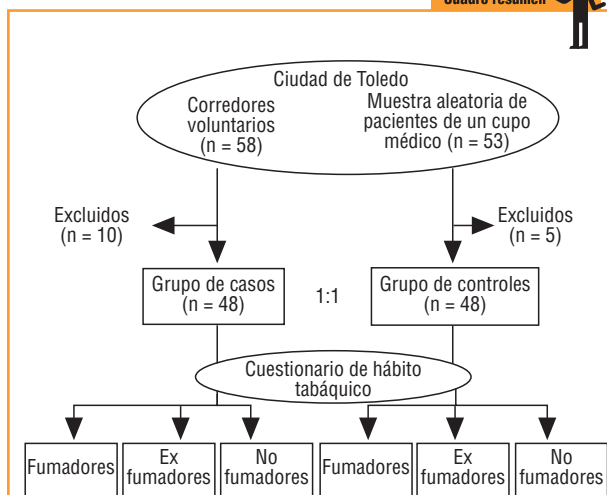 Cuadro resumen
Ciudad de Toledo
Corredores
voluntarios
(n = 58)
Muestra aleatoria de
pacientes de un cupo
médico (n = 53)
Excluidos
(n = 10)
Excluidos
(n = 5)
Grupo de casos
(n = 48)
1:1
Grupo de controles
(n = 48)
Cuestionario de hábito
tabáquico
Fumadores
Ex
fumadores
No
fumadores
Fumadores
Ex
fumadores
No
fumadores